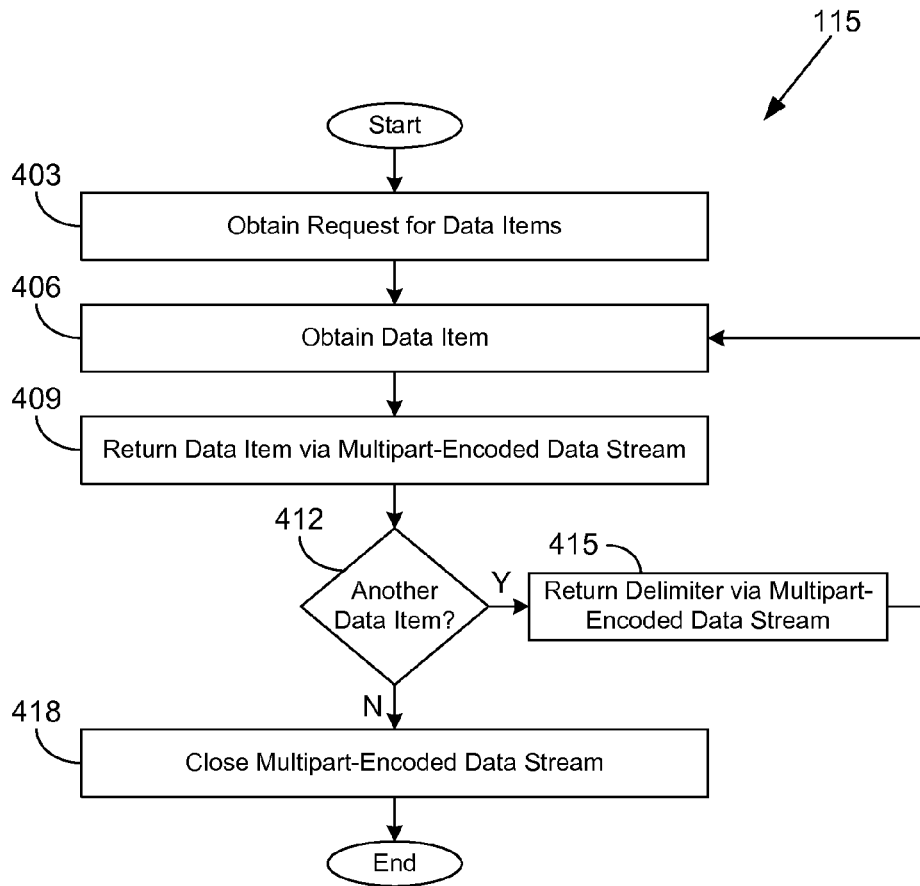 115
Start
403
Obtain Request for Data Items
406
Obtain Data Item
409
Return Data Item via Multipart-Encoded Data Stream
412
Another
Data Item?
Y
415
Return Delimiter via Multipart-
Encoded Data Stream
N
418
Close Multipart-Encoded Data Stream
End